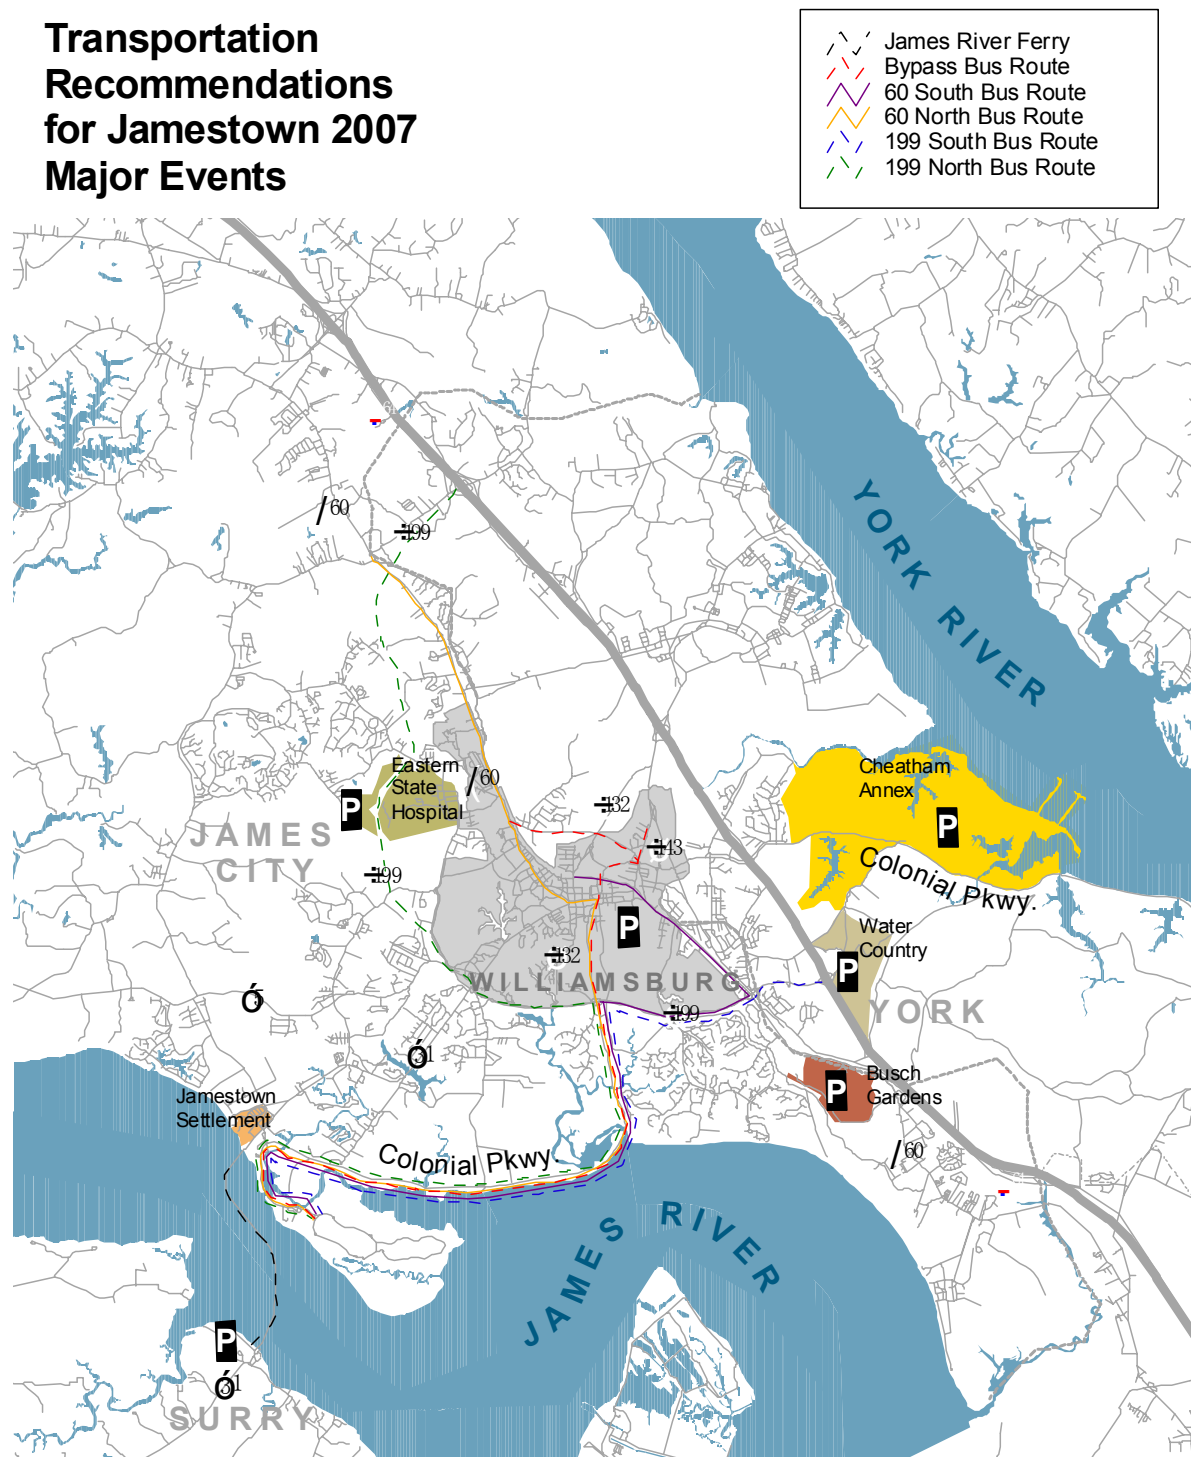 Transportation
Recommendations
for Jamestown 2007
Major Events
James River Ferry
Bypass Bus Route
60 South Bus Route
60 North Bus Route
199 South Bus Route
199 North Bus Route
60
199
YORK RIVER
Eastern
State
Hospital
60
P
JAMES
CITY
132
143
Cheatham
Annex
P
Colonial Pkwy.
199
P
Water
Country
P
132
WILLIAMSBURG
YORK
199
5
31
Busch
Gardens
P
Jamestown
Settlement
60
Colonial Pkwy.
JAMES RIVER
P
31
SURRY